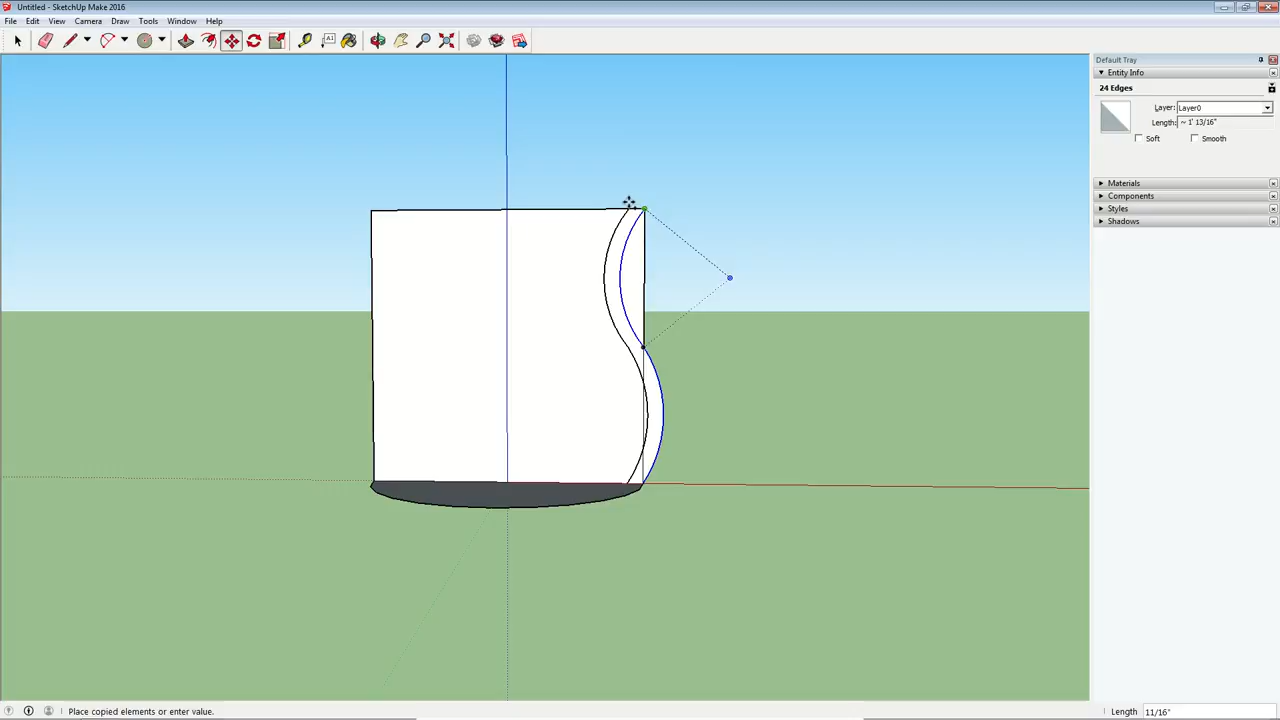 Untitled - SketchUp Make 2016
File Edit View Camera Draw Tools Window Help
Default Tray
Entity Info
24 Edges
Layer: Layer0
Length: ~ 1' 13/16"
Soft Smooth
Materials
Components
Styles
Shadows
Place copied elements or enter value.
Length 11/16"